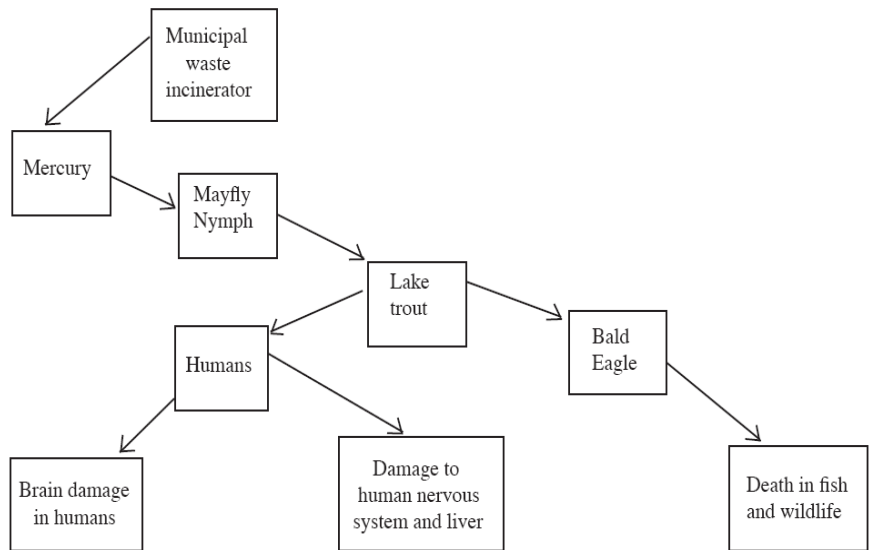 Municipal
waste
incinerator
Mercury
Mayfly
Nymph
Lake
trout
Humans
Bald
Eagle
Brain damage
in humans
Damage to
human nervous
system and liver
Death in fish
and wildlife